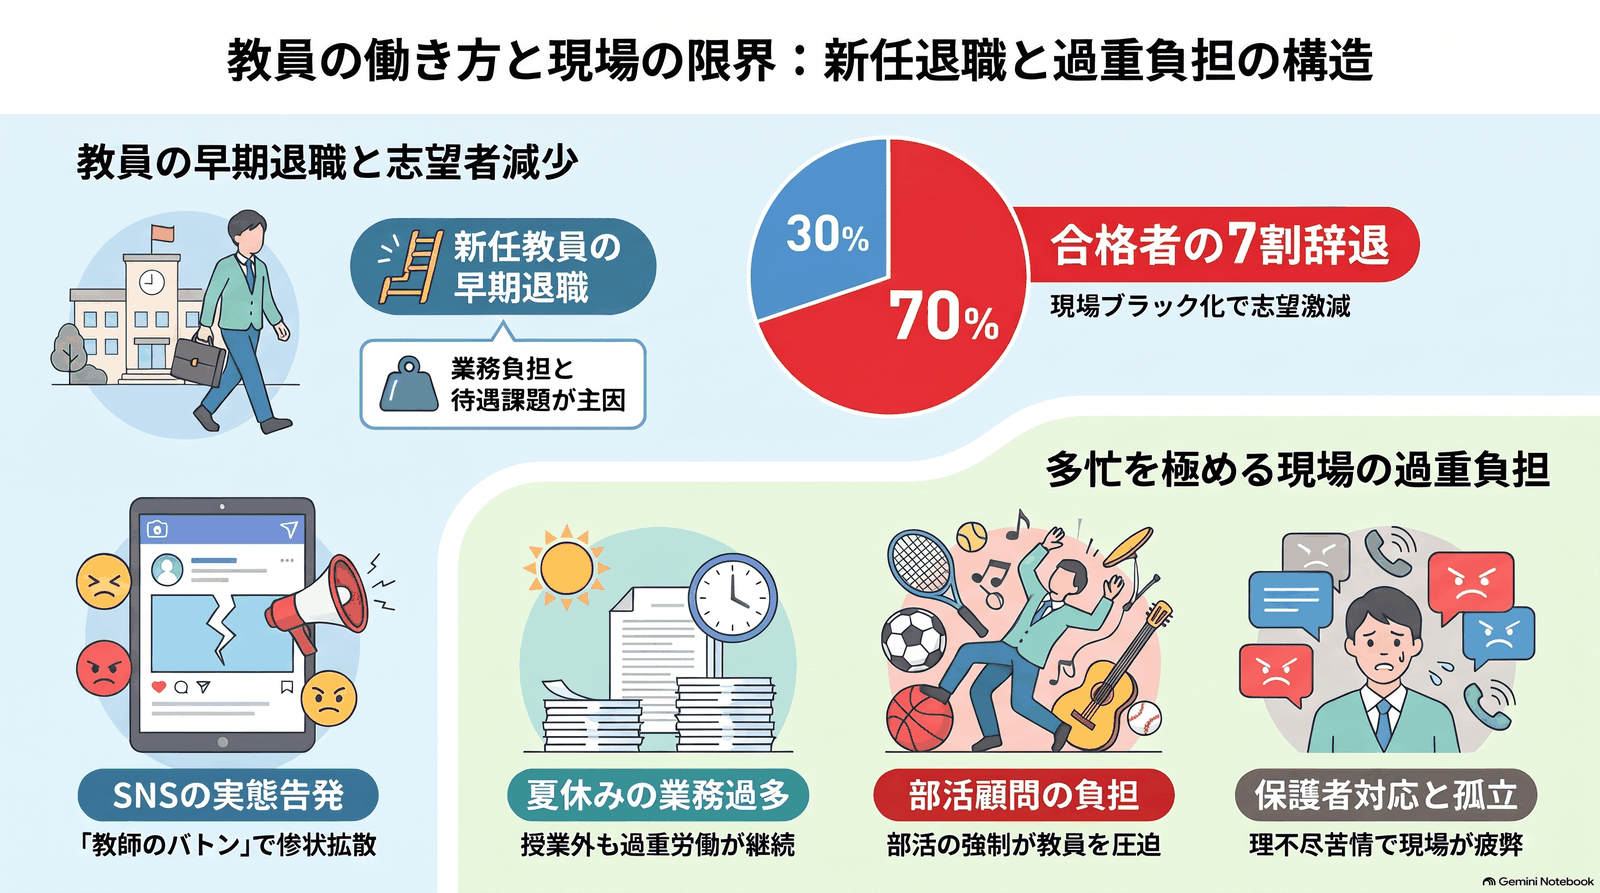 教員の働き方と現場の限界：新任退職と過重負担の構造
教員の早期退職と志望者減少
新任教員の
早期退職
業務負担と
待遇課題が主因
30%
70%
合格者の7割辞退
現場ブラック化で志望激減
多忙を極める現場の過重負担
SNSの実態告発
「教師のバトン」で惨状拡散
夏休みの業務過多
授業外も過重労働が継続
部活顧問の負担
部活の強制が教員を圧迫
保護者対応と孤立
理不尽苦情で現場が疲弊
Gemini Notebook